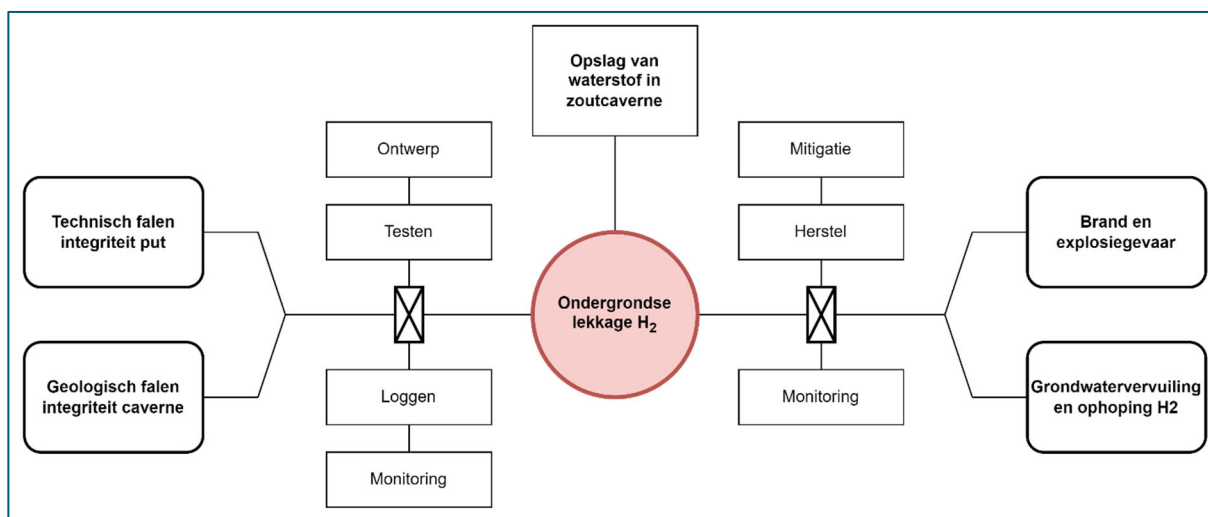 Opslag van
waterstof in
zoutcaverne
Ontwerp
Testen
Technisch falen
integriteit put
Geologisch falen
integriteit caverne
Loggen
Monitoring
Ondergrondse
lekkage H₂
Mitigatie
Herstel
Monitoring
Brand en
explosiegevaar
Grondwatervervuiling
en ophoping H2